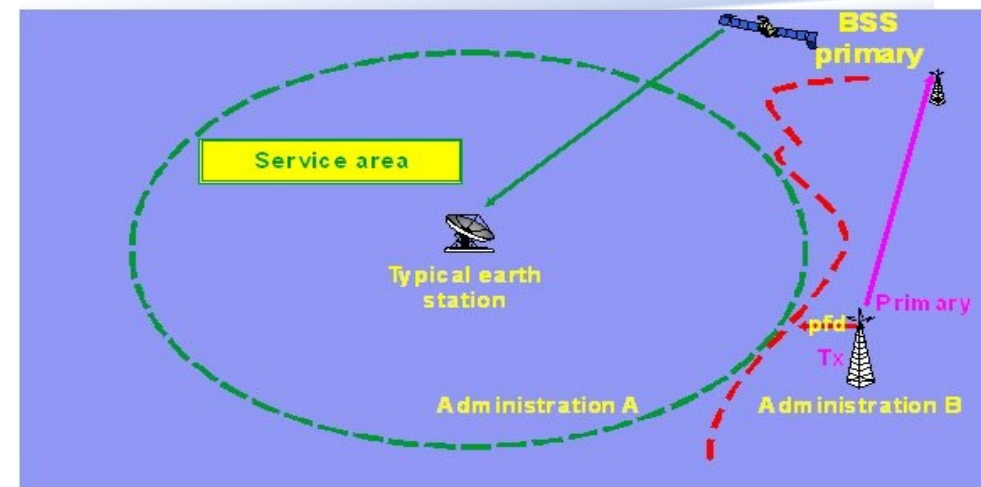 BSS
primary
Service area
Typical earth
station
Primary
pfd
Tx
Administration A
Administration B